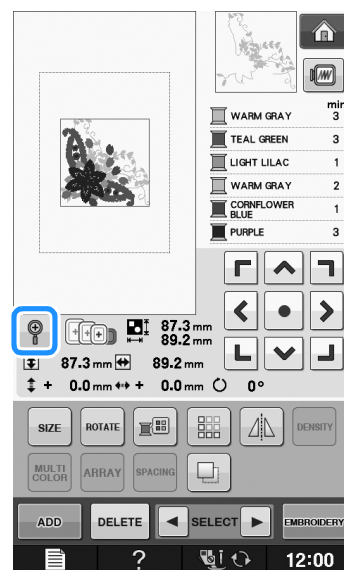 min
WARM GRAY 3
TEAL GREEN 3
LIGHT LILAC 1
WARM GRAY 2
CORNFLOWER
BLUE 1
PURPLE 3
87.3 mm
89.2 mm
87.3 mm 89.2 mm
+ 0.0 mm + 0.0 mm 0°
SIZE ROTATE DENSITY
MULTI
COLOR ARRAY SPACING
ADD DELETE SELECT EMBROIDERY
? 12:00